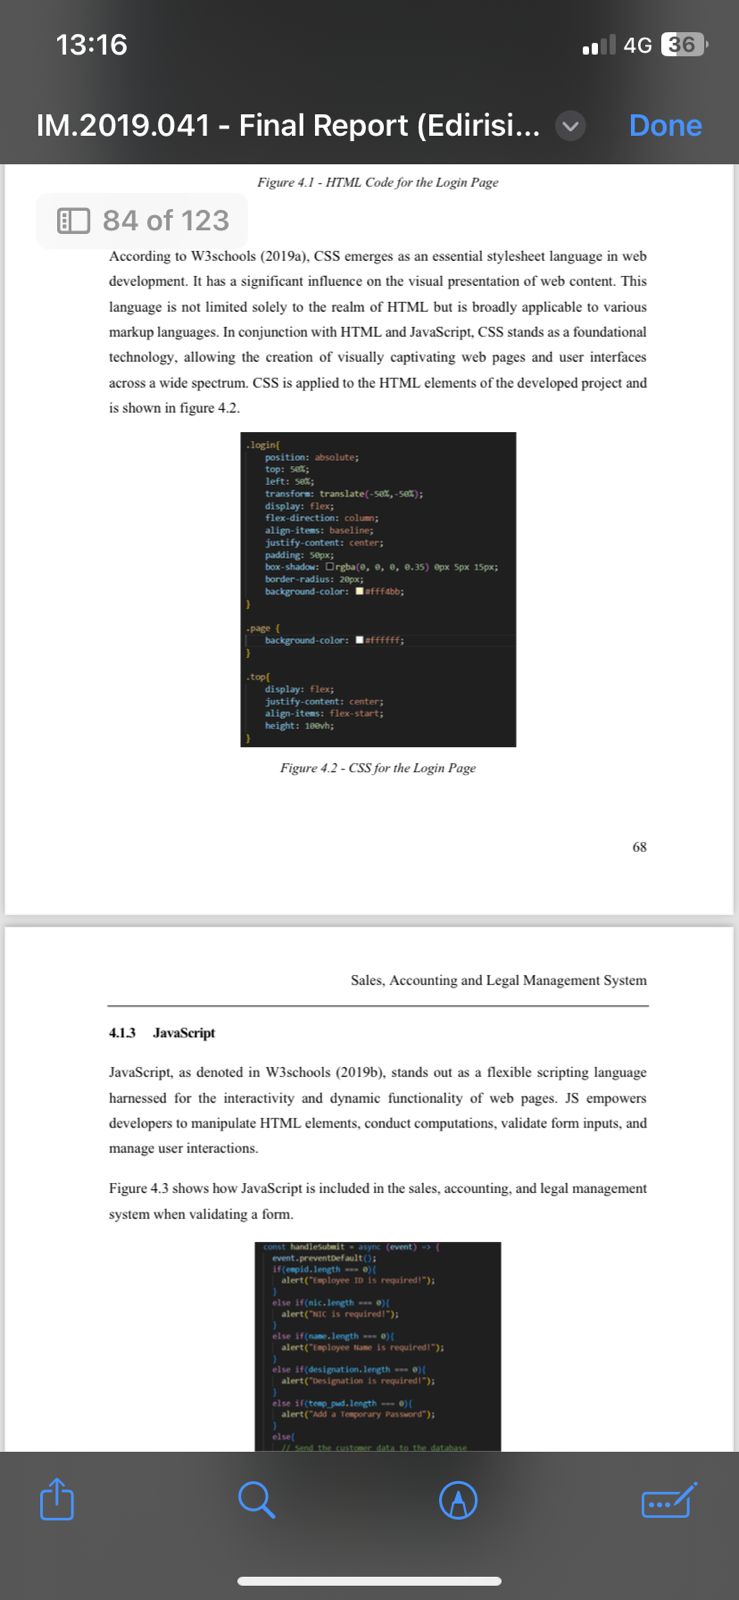 13:16
4G 36
IM.2019.041 - Final Report (Edirisi...
Done
Figure 4.1 - HTML Code for the Login Page
84 of 123
According to W3schools (2019a), CSS emerges as an essential stylesheet language in web
development. It has a significant influence on the visual presentation of web content. This
language is not limited solely to the realm of HTML but is broadly applicable to various
markup languages. In conjunction with HTML and JavaScript, CSS stands as a foundational
technology, allowing the creation of visually captivating web pages and user interfaces
across a wide spectrum. CSS is applied to the HTML elements of the developed project and
is shown in figure 4.2.
.login{
position: absolute;
top: 50%;
left: 50%;
transform: translate(-50%,-50%);
display: flex;
flex-direction: column;
align-items: baseline;
justify-content: center;
padding: 50px;
box-shadow: rgba(0, 0, 0, 0.35) 0px 5px 15px;
border-radius: 20px;
background-color: #fff4bb;
}
.page {
background-color: #ffffff;
}
.top{
display: flex;
justify-content: center;
align-items: flex-start;
height: 100vh;
}
Figure 4.2 - CSS for the Login Page
68
Sales, Accounting and Legal Management System
4.1.3 JavaScript
JavaScript, as denoted in W3schools (2019b), stands out as a flexible scripting language
harnessed for the interactivity and dynamic functionality of web pages. JS empowers
developers to manipulate HTML elements, conduct computations, validate form inputs, and
manage user interactions.
Figure 4.3 shows how JavaScript is included in the sales, accounting, and legal management
system when validating a form.
const handleSubmit = async (event) => {
event.preventDefault();
if(empid.length === 0){
alert("Employee ID is required!");
}
else if(nic.length === 0){
alert("NIC is required!");
}
else if(name.length === 0){
alert("Employee Name is required!");
}
else if(designation.length === 0){
alert("Designation is required!");
}
else if(temp_pwd.length === 0){
alert("Add a Temporary Password");
}
else{
// Send the customer data to the database